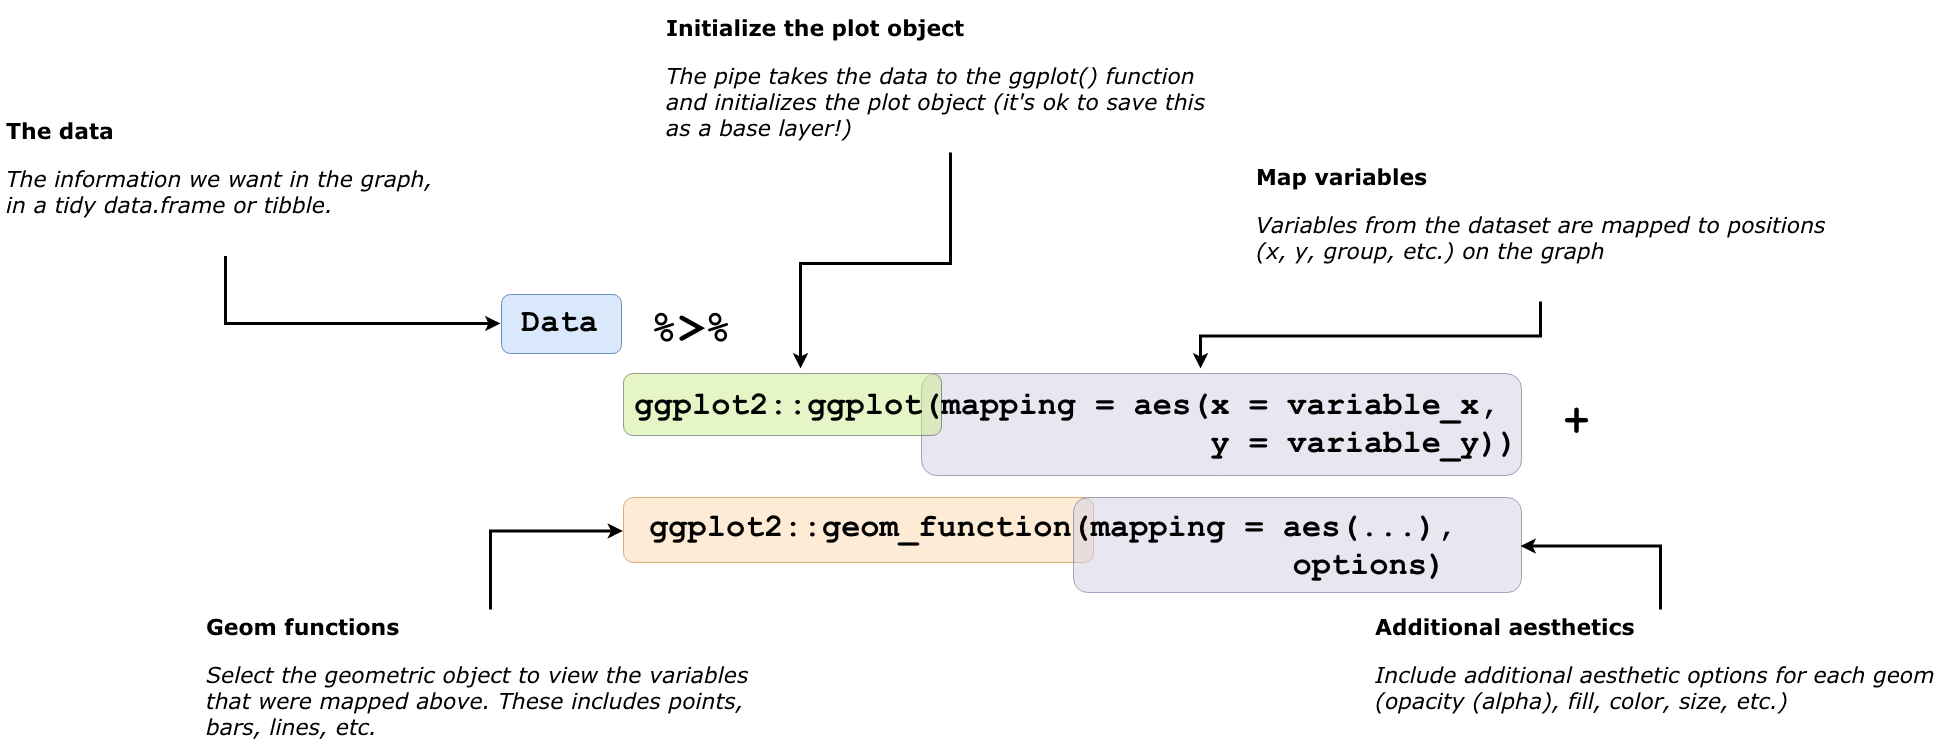 Initialize the plot object
The pipe takes the data to the ggplot() function
and initializes the plot object (it's ok to save this
as a base layer!)
The data
The information we want in the graph,
in a tidy data.frame or tibble.
Map variables
Variables from the dataset are mapped to positions
(x, y, group, etc.) on the graph
Data %>%
ggplot2::ggplot(mapping = aes(x = variable_x,
y = variable_y)) +
ggplot2::geom_function(mapping = aes(...),
options)
Geom functions
Select the geometric object to view the variables
that were mapped above. These includes points,
bars, lines, etc.
Additional aesthetics
Include additional aesthetic options for each geom
(opacity (alpha), fill, color, size, etc.)